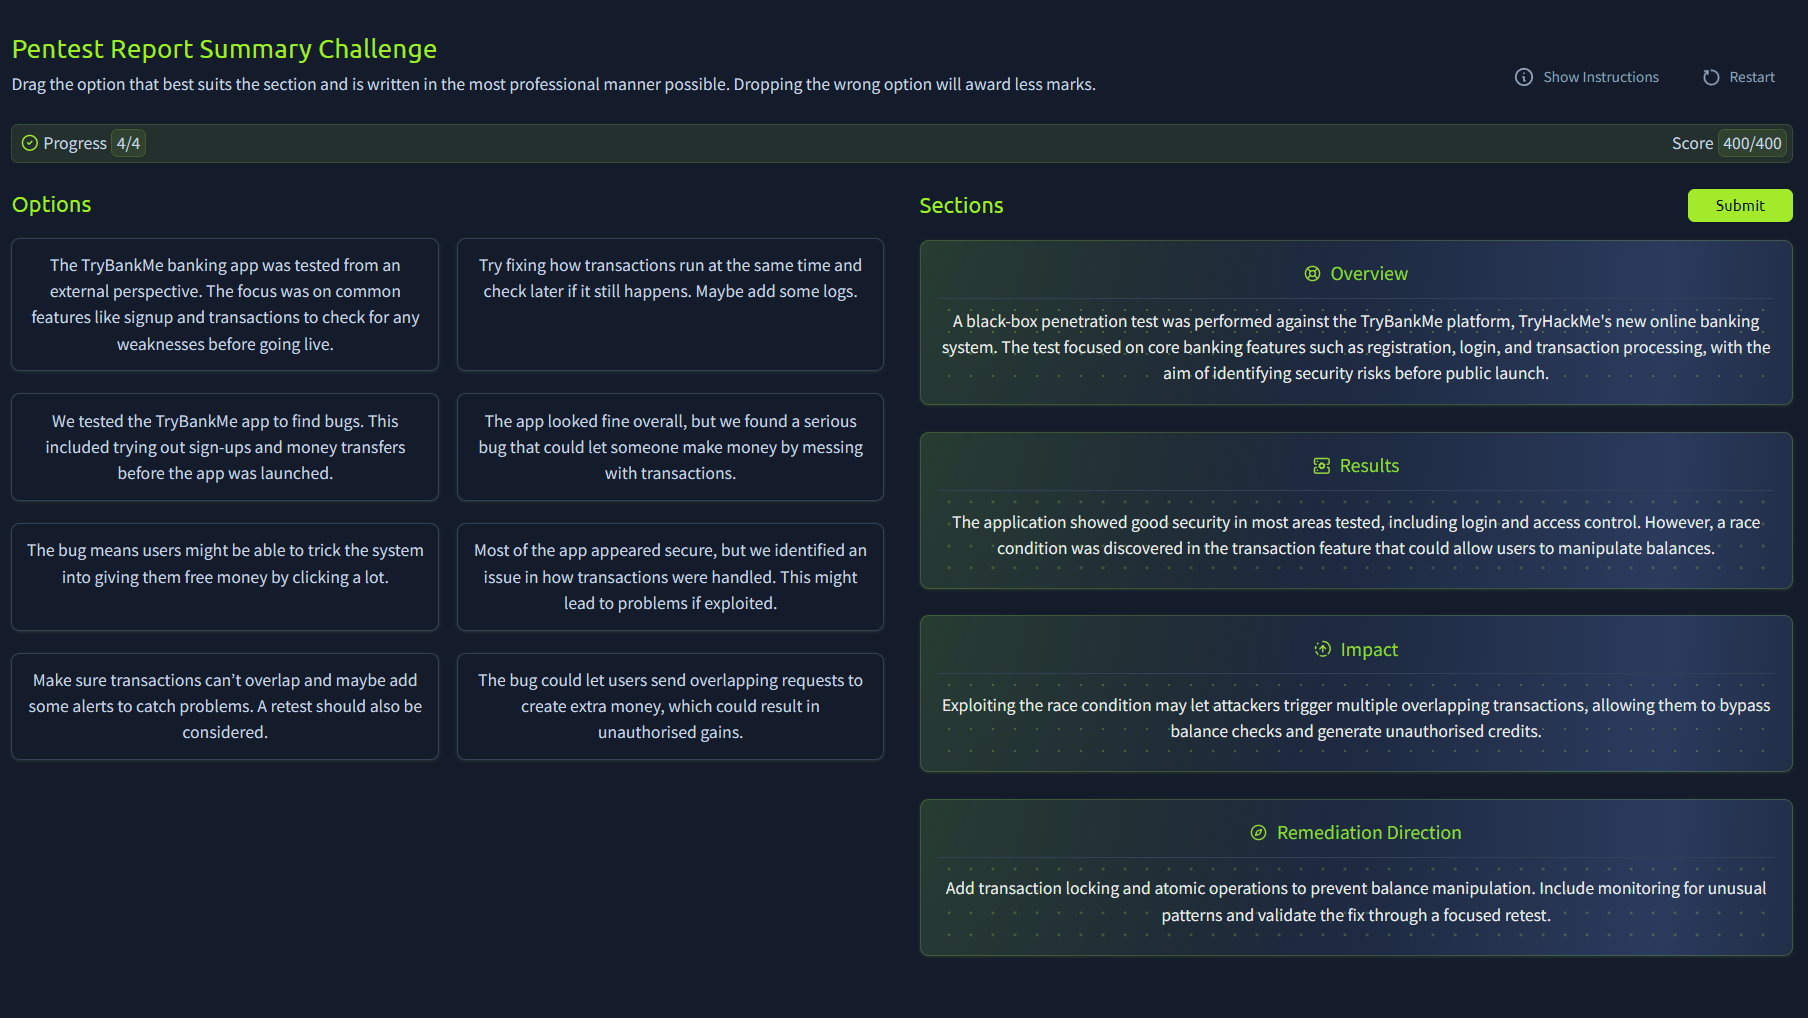 Pentest Report Summary Challenge
Drag the option that best suits the section and is written in the most professional manner possible. Dropping the wrong option will award less marks.
Show Instructions
Restart
Progress 4/4
Score 400/400
Options
The TryBankMe banking app was tested from an
external perspective. The focus was on common
features like signup and transactions to check for any
weaknesses before going live.
Try fixing how transactions run at the same time and
check later if it still happens. Maybe add some logs.
We tested the TryBankMe app to find bugs. This
included trying out sign-ups and money transfers
before the app was launched.
The app looked fine overall, but we found a serious
bug that could let someone make money by messing
with transactions.
The bug means users might be able to trick the system
into giving them free money by clicking a lot.
Most of the app appeared secure, but we identified an
issue in how transactions were handled. This might
lead to problems if exploited.
Make sure transactions can’t overlap and maybe add
some alerts to catch problems. A retest should also be
considered.
The bug could let users send overlapping requests to
create extra money, which could result in
unauthorised gains.
Sections
Submit
Overview
A black-box penetration test was performed against the TryBankMe platform, TryHackMe's new online banking
system. The test focused on core banking features such as registration, login, and transaction processing, with the
aim of identifying security risks before public launch.
Results
The application showed good security in most areas tested, including login and access control. However, a race
condition was discovered in the transaction feature that could allow users to manipulate balances.
Impact
Exploiting the race condition may let attackers trigger multiple overlapping transactions, allowing them to bypass
balance checks and generate unauthorised credits.
Remediation Direction
Add transaction locking and atomic operations to prevent balance manipulation. Include monitoring for unusual
patterns and validate the fix through a focused retest.